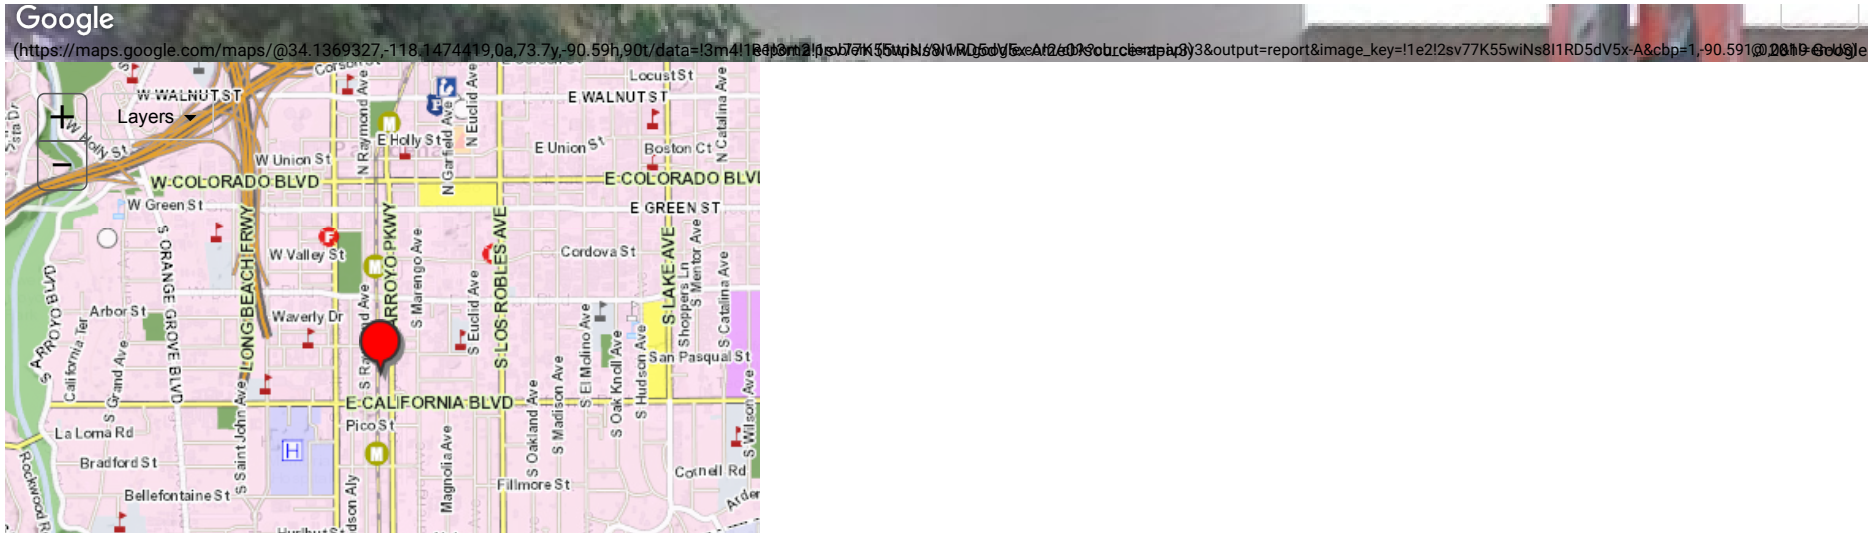 Google
(https://maps.google.com/maps/@34.1369327,-118.1474419,0a,73.7y,-90.59h,90t/data=!3m4!1
&output=report&image_key=!1e2!2sv77K55wiNs8I1RD5dV5x-A&cbp=1,-90.591
Corson St
Locust St
W WALNUT ST
E WALNUT ST
+
Layers
N Raymond Ave
N Garfield Ave
N Euclid Ave
N Catalina Ave
W Holly St
E Holly St
E Union St
Boston Ct
−
W Union St
W COLORADO BLVD
E COLORADO BLV
W Green St
E GREEN ST
S ORANGE GROVE BLVD
LONG BEACH FRWY
F
W Valley St
M
ARROYO PKWY
S Marengo Ave
S LOS ROBLES AVE
Cordova St
S LAKE AVE
Shoppers Ln
S Mentor Ave
S Catalina Ave
S ARROYO BLVD
Arbor St
Waverly Dr
S Euclid Ave
California Ter
S Grand Ave
S El Molino Ave
S Oak Knoll Ave
S Hudson Ave
San Pasqual St
S Saint John Ave
E CALIFORNIA BLVD
S Oakland Ave
S Madison Ave
S Wilson Ave
Pico St
La Loma Rd
H
M
Magnolia Ave
Bradford St
Cornell Rd
Rockwood R
Bellefontaine St
dson Aly
Fillmore St
Arde
Hurlbut St